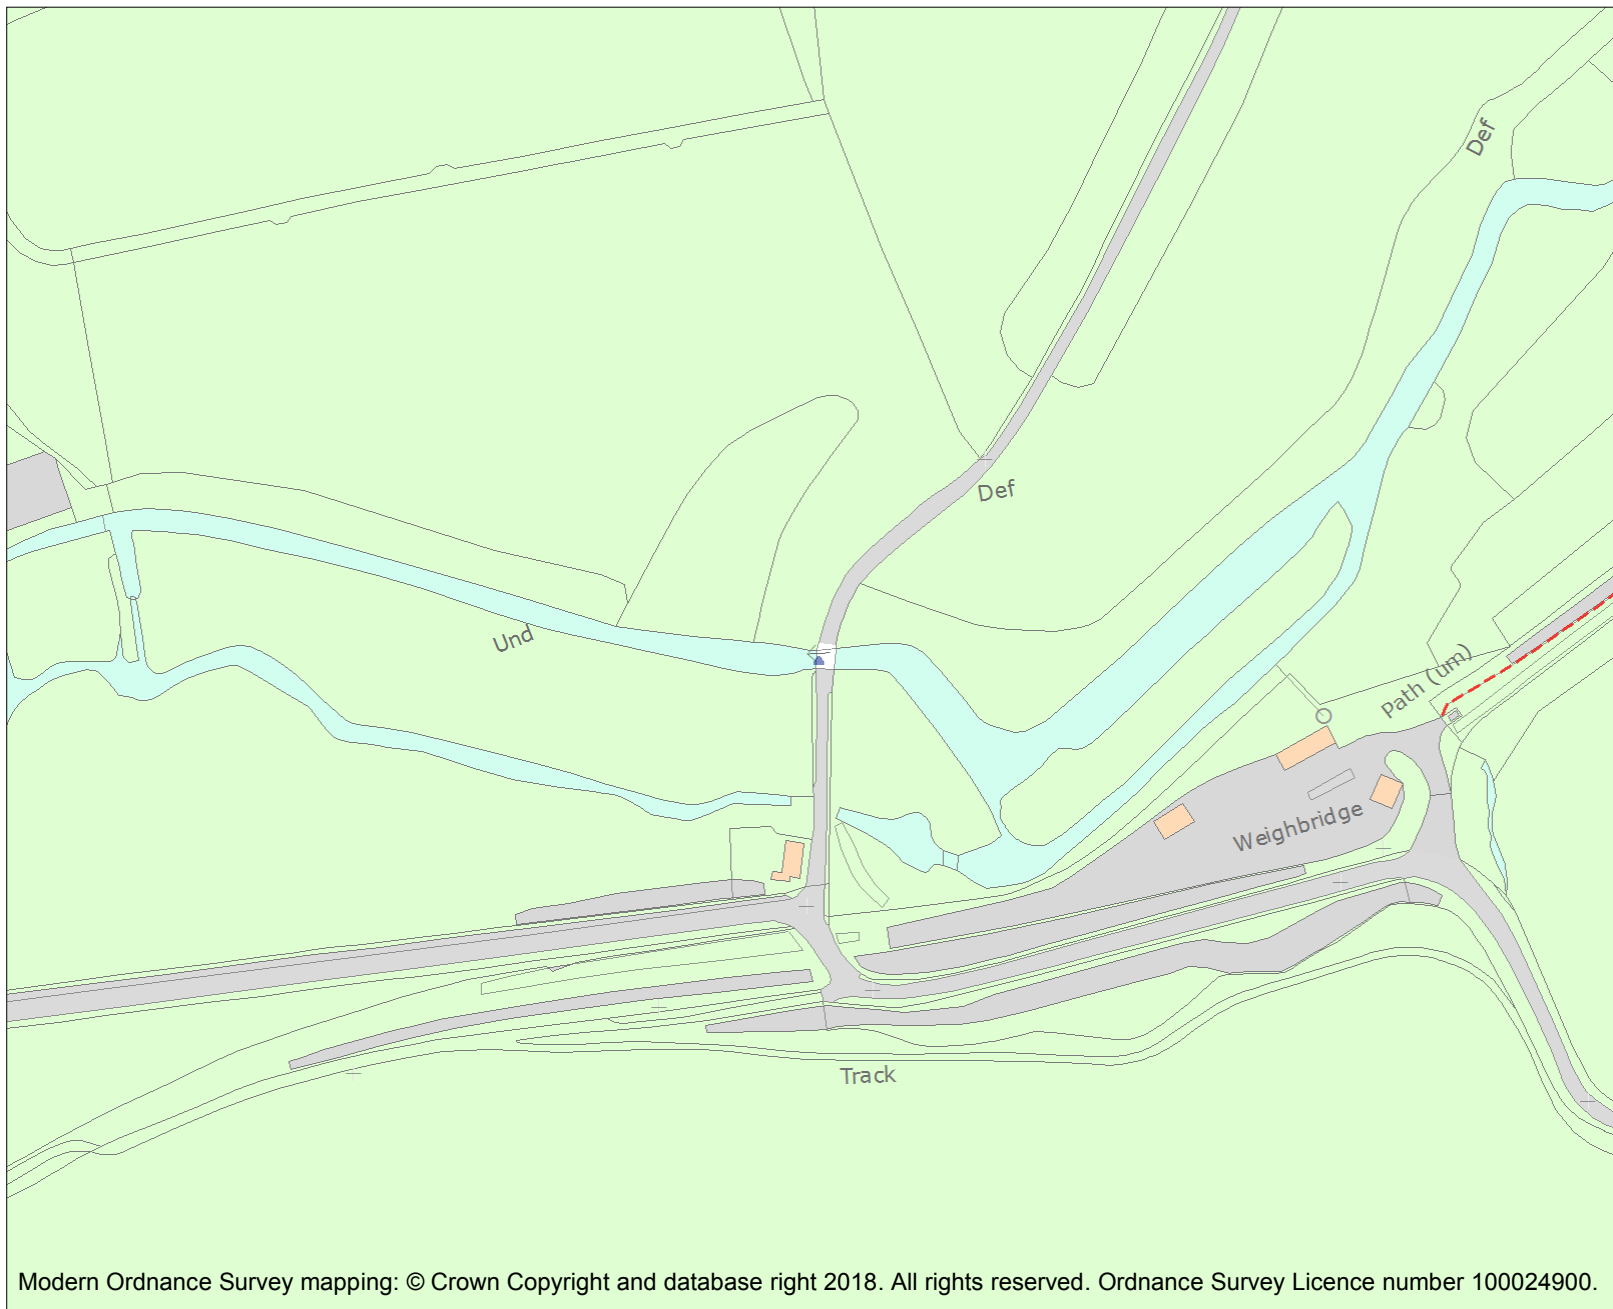 Def
Def
Und
Path (um)
Weighbridge
Track
Modern Ordnance Survey mapping: © Crown Copyright and database right 2018. All rights reserved. Ordnance Survey Licence number 100024900.